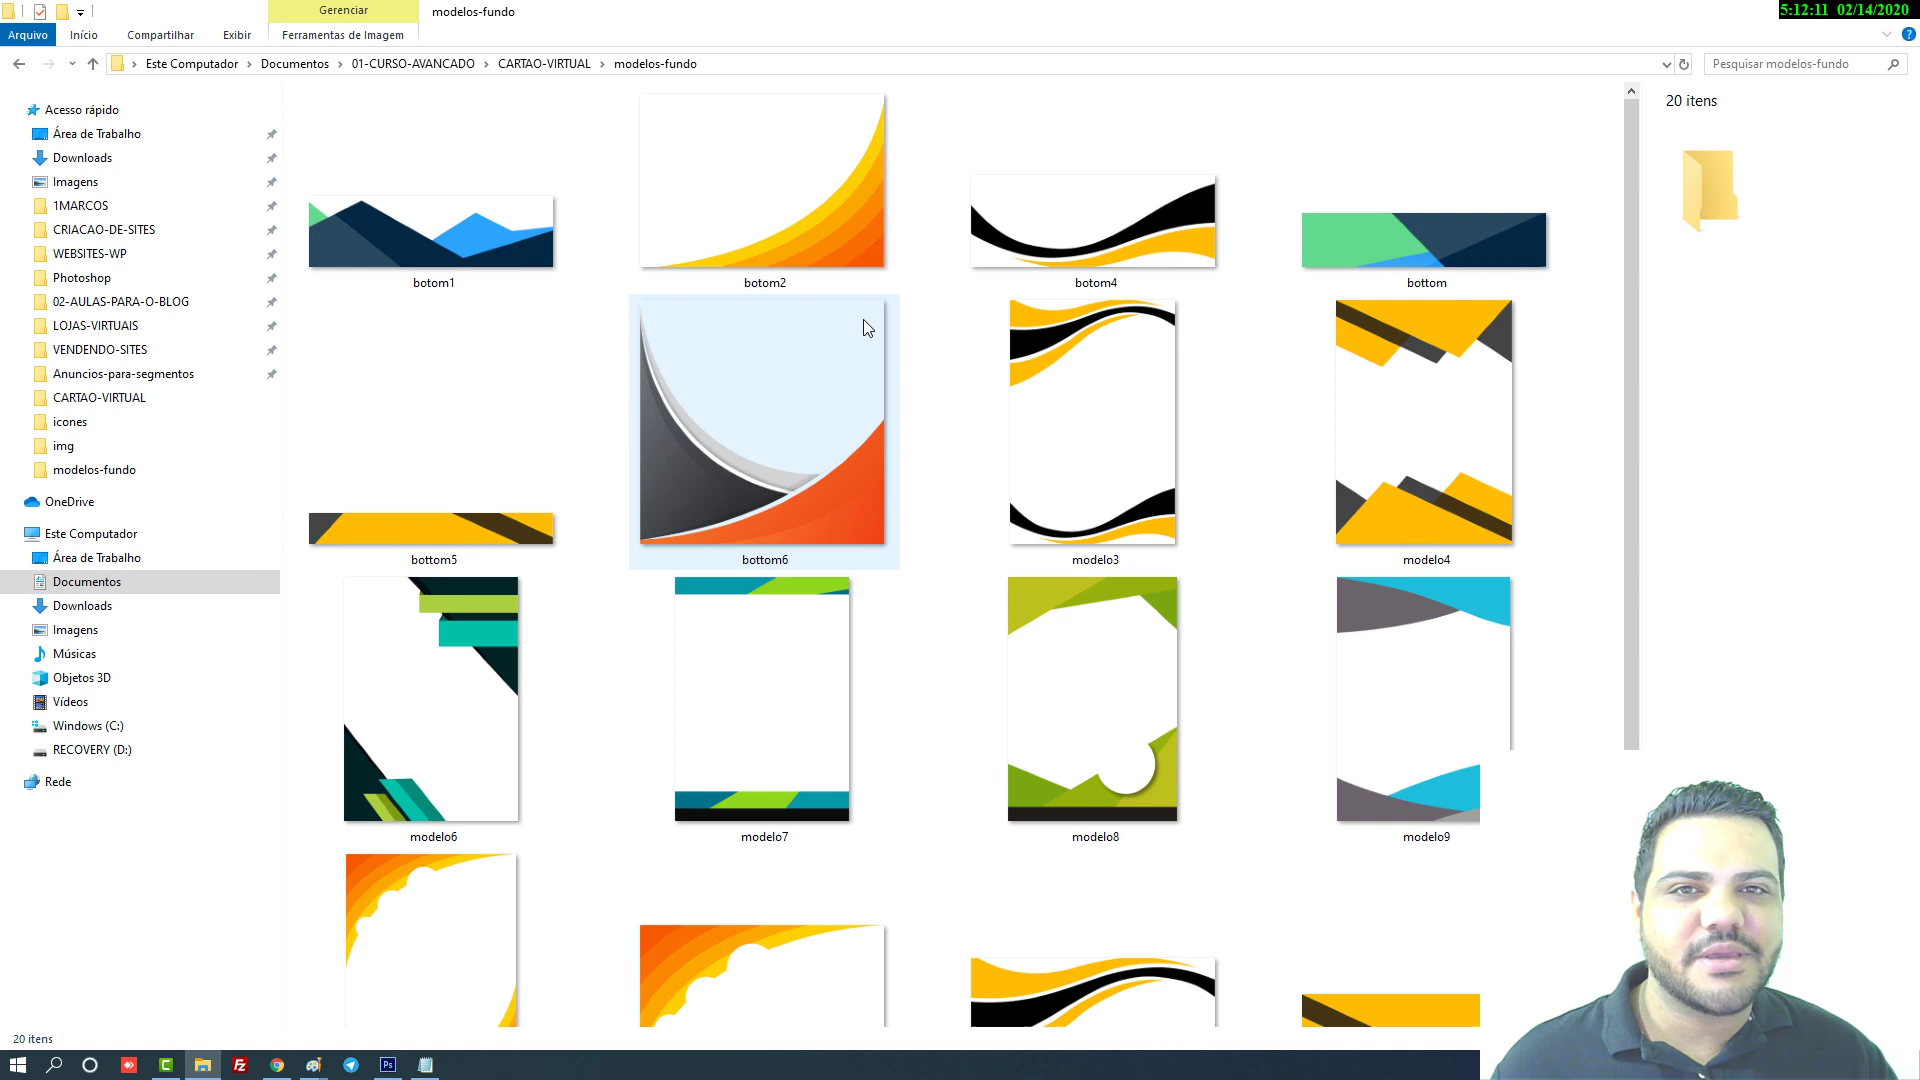 Gerenciar
modelos-fundo
5:12:11 02/14/2020
Arquivo
Início
Compartilhar
Exibir
Ferramentas de Imagem
Este Computador
Documentos
01-CURSO-AVANCADO
CARTAO-VIRTUAL
modelos-fundo
Pesquisar modelos-fundo
Acesso rápido
Área de Trabalho
Downloads
Imagens
1MARCOS
CRIACAO-DE-SITES
WEBSITES-WP
Photoshop
02-AULAS-PARA-O-BLOG
LOJAS-VIRTUAIS
VENDENDO-SITES
Anuncios-para-segmentos
CARTAO-VIRTUAL
icones
img
modelos-fundo
OneDrive
Este Computador
Área de Trabalho
Documentos
Downloads
Imagens
Músicas
Objetos 3D
Vídeos
Windows (C:)
RECOVERY (D:)
Rede
botom1
botom2
botom4
bottom
bottom5
bottom6
modelo3
modelo4
modelo6
modelo7
modelo8
modelo9
20 itens
20 itens
Fz
C
Ps